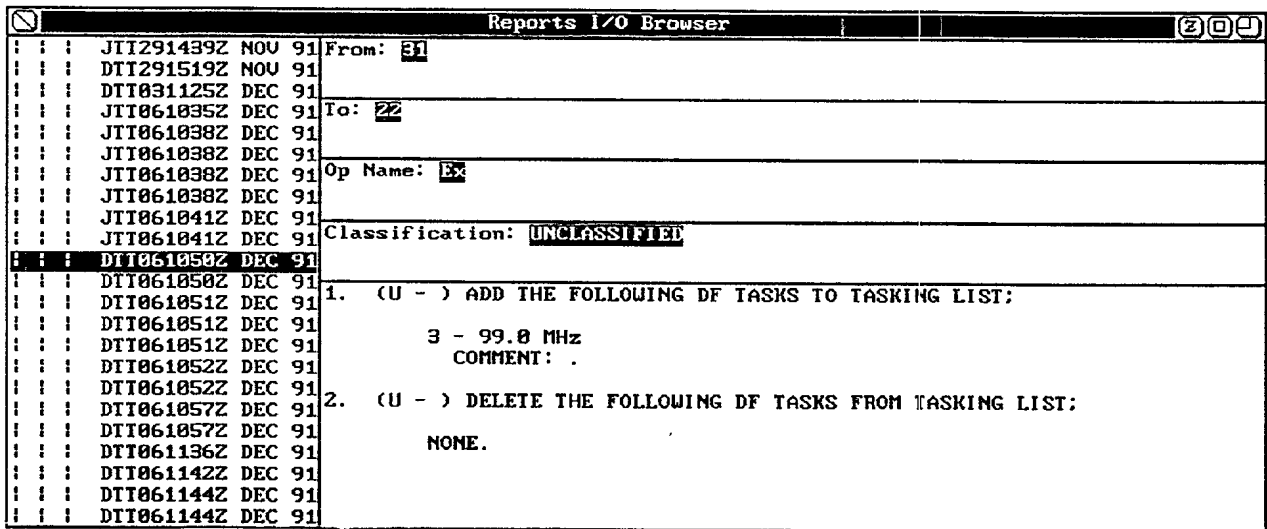 Reports I/O Browser
JTT291439Z NOV 91
DTT291519Z NOV 91
DTT031125Z DEC 91
JTT061035Z DEC 91
JTT061038Z DEC 91
JTT061038Z DEC 91
JTT061038Z DEC 91
JTT061038Z DEC 91
JTT061041Z DEC 91
JTT061041Z DEC 91
DTT061050Z DEC 91
DTT061050Z DEC 91
DTT061051Z DEC 91
DTT061051Z DEC 91
DTT061051Z DEC 91
DTT061052Z DEC 91
DTT061052Z DEC 91
DTT061057Z DEC 91
DTT061057Z DEC 91
DTT061136Z DEC 91
DTT061142Z DEC 91
DTT061144Z DEC 91
DTT061144Z DEC 91
From: 31
To: 22
Op Name: Ex
Classification: UNCLASSIFIED
1. (U - ) ADD THE FOLLOWING DF TASKS TO TASKING LIST;
3 - 99.0 MHz
COMMENT: .
2. (U - ) DELETE THE FOLLOWING DF TASKS FROM TASKING LIST;
NONE.